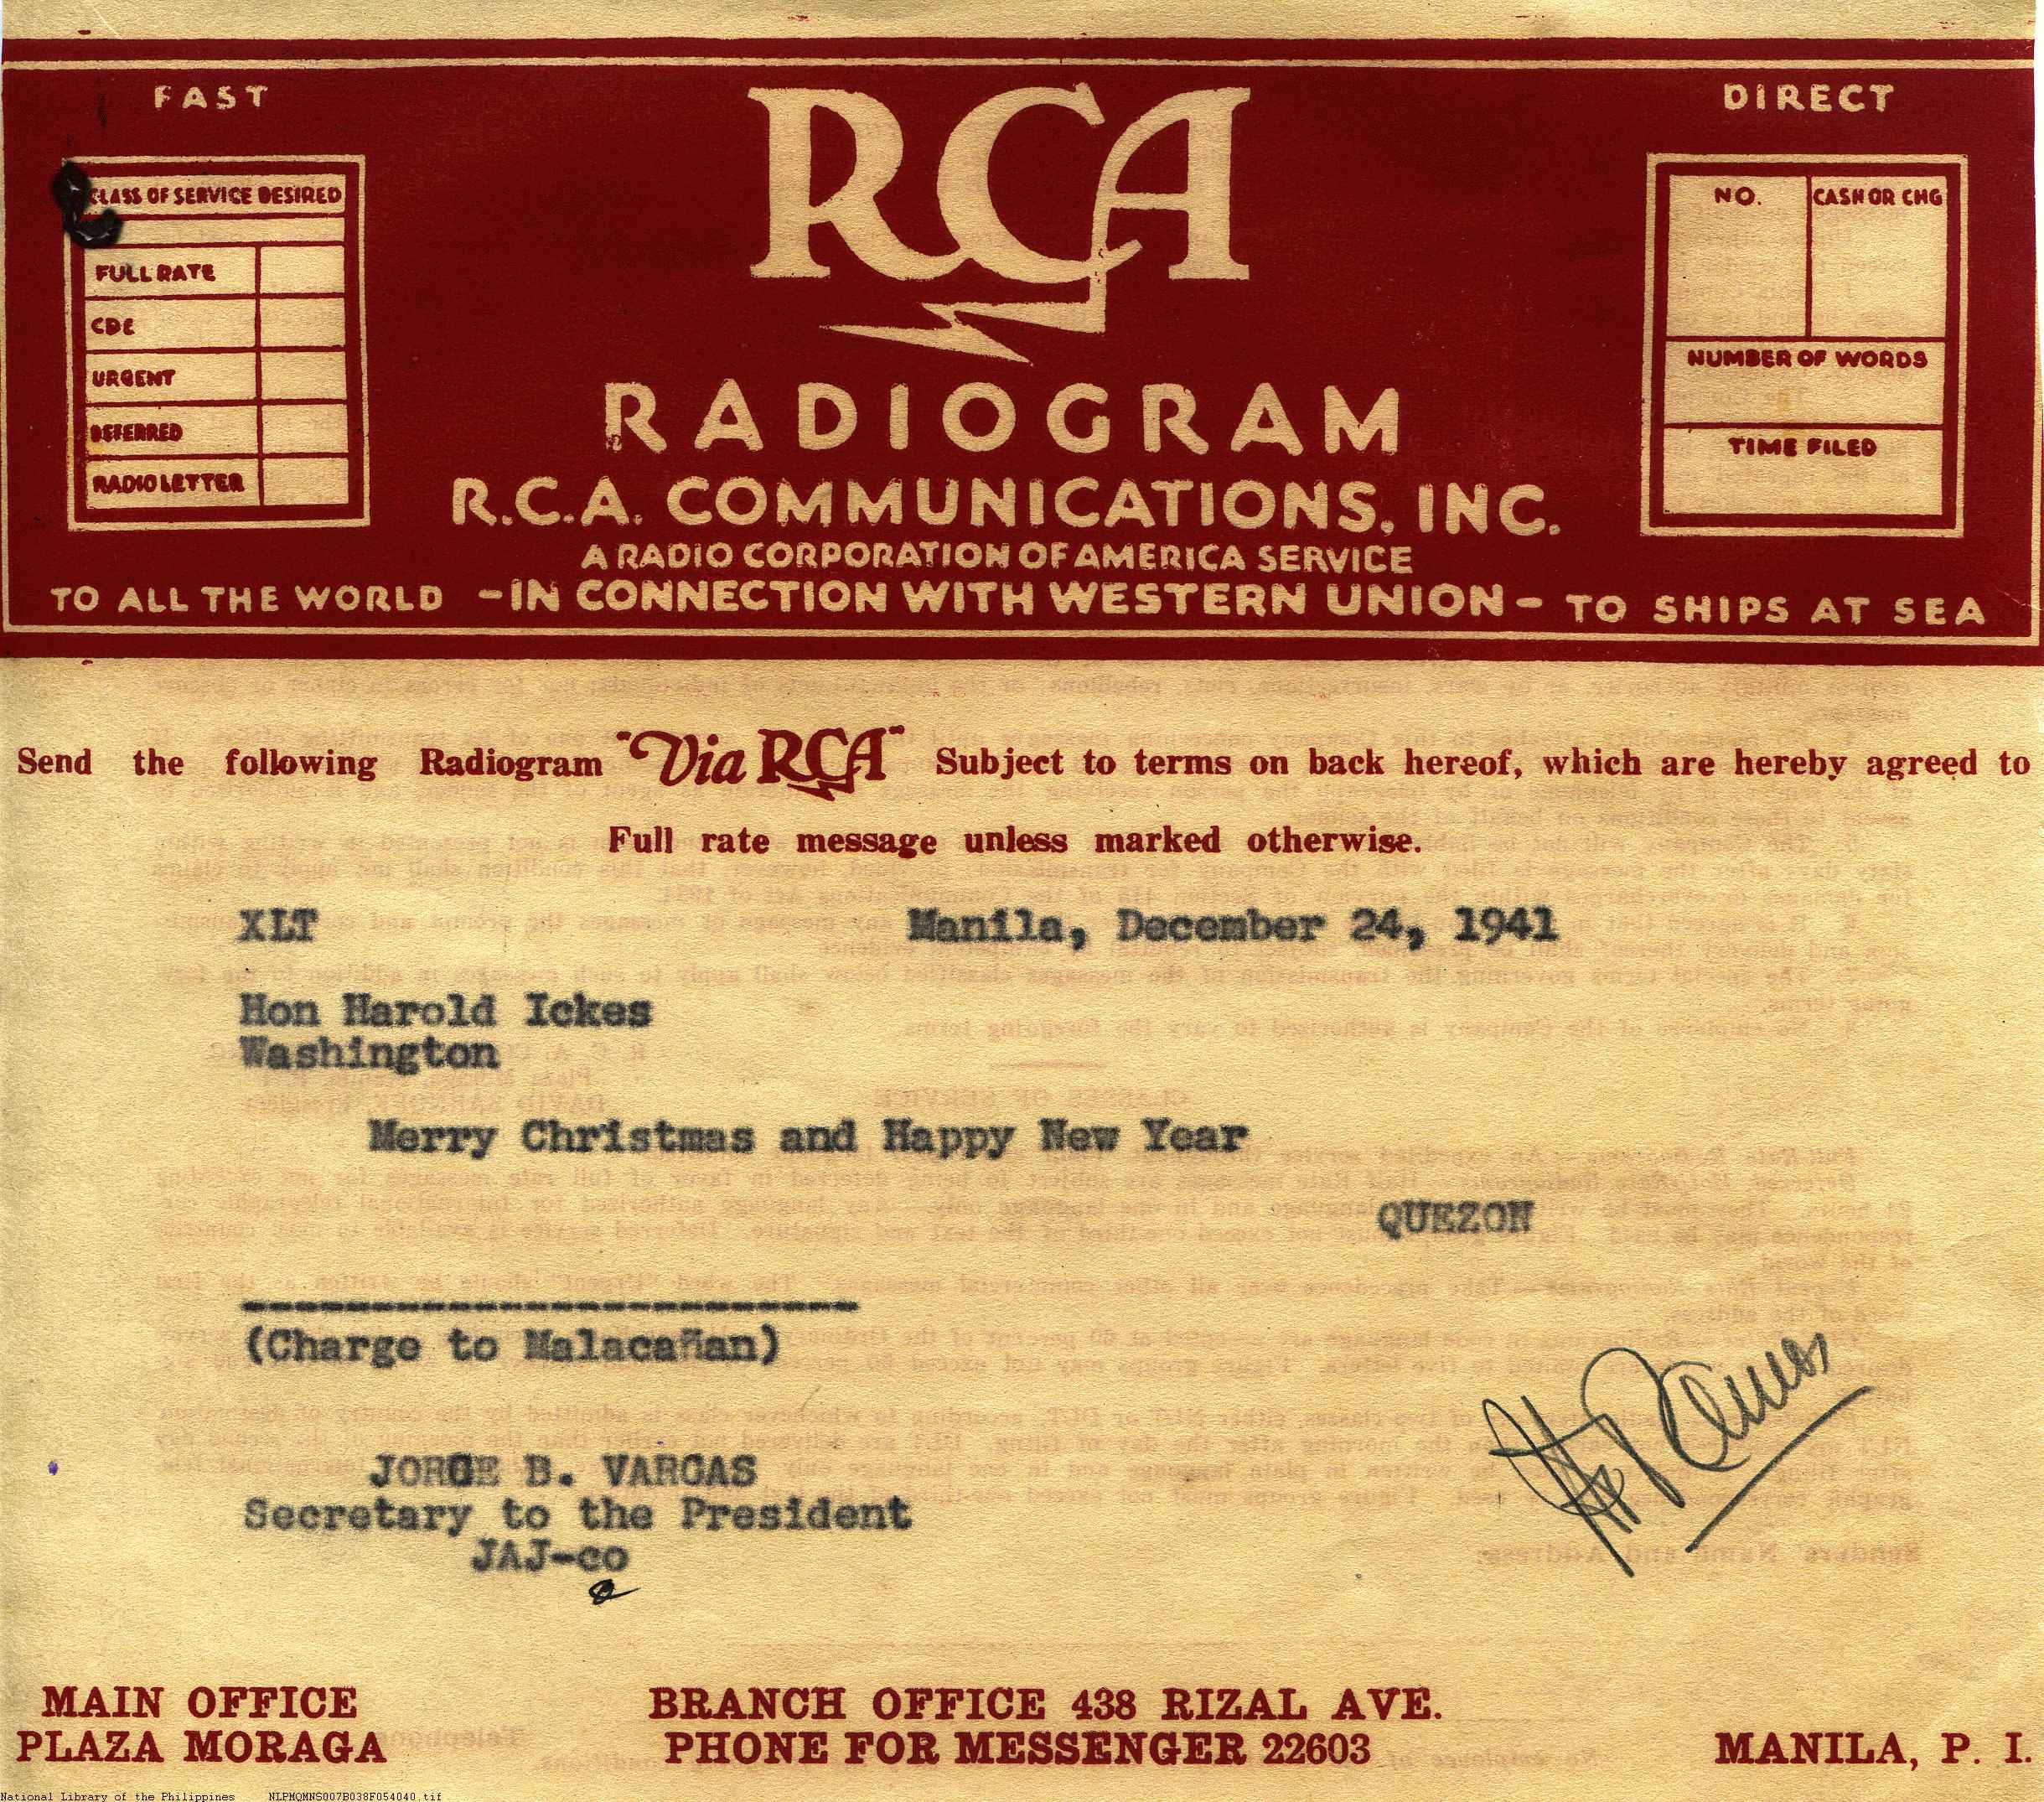 FAST
RCA
DIRECT
CLASS OF SERVICE DESIRED
FULL RATE
CDE
URGENT
DEFERRED
RADIO LETTER
NO.
CASH OR CHG
NUMBER OF WORDS
TIME FILED
RADIOGRAM
R.C.A. COMMUNICATIONS, INC.
A RADIO CORPORATION OF AMERICA SERVICE
TO ALL THE WORLD -IN CONNECTION WITH WESTERN UNION- TO SHIPS AT SEA
Send the following Radiogram "Via RCA" Subject to terms on back hereof, which are hereby agreed to
Full rate message unless marked otherwise.
XLT Manila, December 24, 1941
Hon Harold Ickes
Washington
Merry Christmas and Happy New Year
QUEZON
(Charge to Malacañan)
JORGE B. VARGAS
Secretary to the President
JAJ-co
MAIN OFFICE
PLAZA MORAGA
BRANCH OFFICE 438 RIZAL AVE.
PHONE FOR MESSENGER 22603
MANILA, P. I.
National Library of the Philippines NLPMQMNS007B038F054040.tif